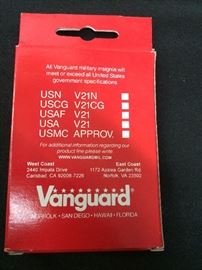 All Vanguard military insignia will
meet or exceed all United States
government specifications.
USN V21N
USCG V21CG
USAF V21
USA V21
USMC APPROV.
For additional information regarding our
product line please write:
WWW.VANGUARDMIL.COM
West Coast East Coast
2440 Impala Drive 1172 Azalea Garden Rd.
Carlsbad, CA 92008-7226 Norfolk, VA 23502
Vanguard
NORFOLK • SAN DIEGO • HAWAII • FLORIDA